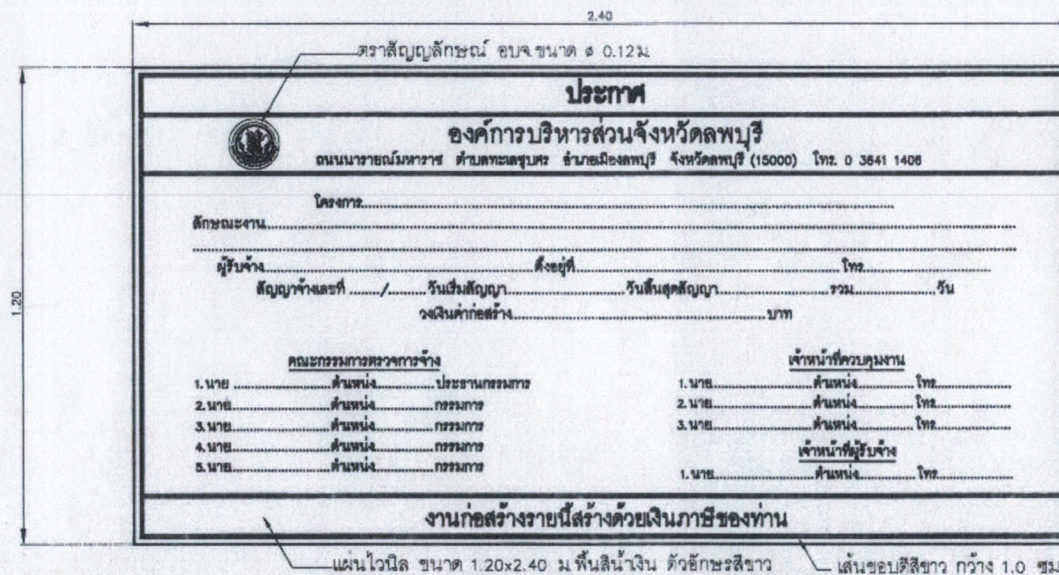 2.40
ตราสัญญลักษณ์ อบจ.ขนาด ø 0.12ม.
1.20
ประกาศ
องค์การบริหารส่วนจังหวัดลพบุรี
ถนนนารายณ์มหาราช ตำบลทะเลชุบศร อำเภอเมืองลพบุรี จังหวัดลพบุรี (15000) โทร. 0 3641 1406
โครงการ..........
ลักษณะงาน..........
ผู้รับจ้าง..........ตั้งอยู่ที่..........โทร..........
สัญญาจ้างเลขที่ ......./.......วันเริ่มสัญญา..........วันสิ้นสุดสัญญา..........รวม..........วัน
วงเงินค่าก่อสร้าง..........บาท
คณะกรรมการตรวจการจ้าง
1.นาย..........ตำแหน่ง..........ประธานกรรมการ
2.นาย..........ตำแหน่ง..........กรรมการ
3.นาย..........ตำแหน่ง..........กรรมการ
4.นาย..........ตำแหน่ง..........กรรมการ
5.นาย..........ตำแหน่ง..........กรรมการ
เจ้าหน้าที่ควบคุมงาน
1.นาย..........ตำแหน่ง..........โทร..........
2.นาย..........ตำแหน่ง..........โทร..........
3.นาย..........ตำแหน่ง..........โทร..........
เจ้าหน้าที่ผู้รับจ้าง
1.นาย..........ตำแหน่ง..........โทร..........
งานก่อสร้างรายนี้สร้างด้วยเงินภาษีของท่าน
แผ่นไวนิล ขนาด 1.20x2.40 ม.พื้นสีน้ำเงิน ตัวอักษรสีขาว
เส้นขอบตีสีขาว กว้าง 1.0 ซม